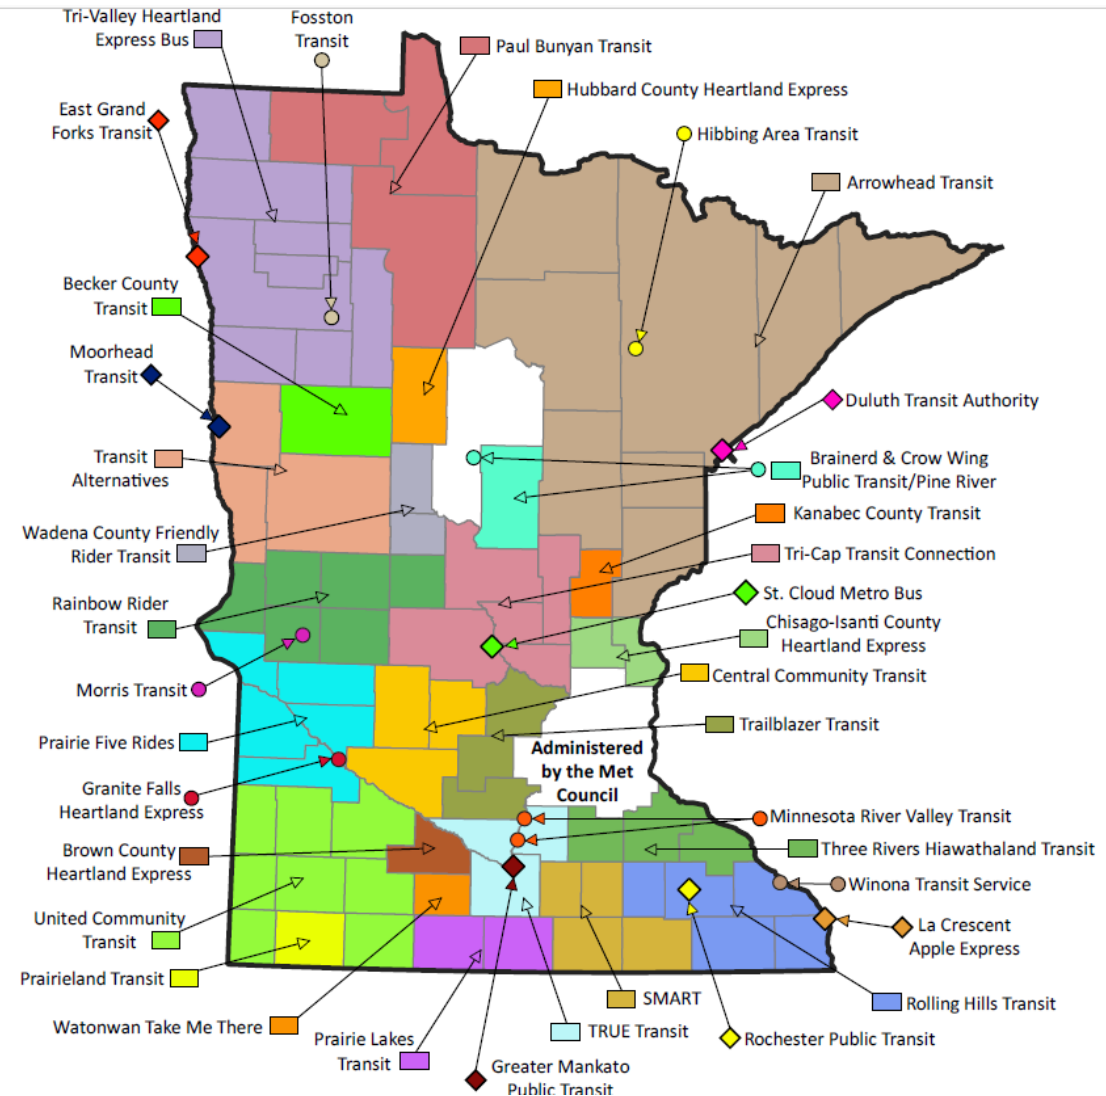 Tri-Valley Heartland
Express Bus
Fosston
Transit
Paul Bunyan Transit
Hubbard County Heartland Express
East Grand
Forks Transit
Hibbing Area Transit
Arrowhead Transit
Becker County
Transit
Moorhead
Transit
Duluth Transit Authority
Transit
Alternatives
Brainerd & Crow Wing
Public Transit/Pine River
Kanabec County Transit
Wadena County Friendly
Rider Transit
Tri-Cap Transit Connection
St. Cloud Metro Bus
Rainbow Rider
Transit
Chisago-Isanti County
Heartland Express
Morris Transit
Central Community Transit
Prairie Five Rides
Trailblazer Transit
Administered
by the Met
Council
Granite Falls
Heartland Express
Minnesota River Valley Transit
Brown County
Heartland Express
Three Rivers Hiawathaland Transit
Winona Transit Service
United Community
Transit
La Crescent
Apple Express
Prairieland Transit
SMART
Rolling Hills Transit
Watonwan Take Me There
TRUE Transit
Rochester Public Transit
Prairie Lakes
Transit
Greater Mankato
Public Transit